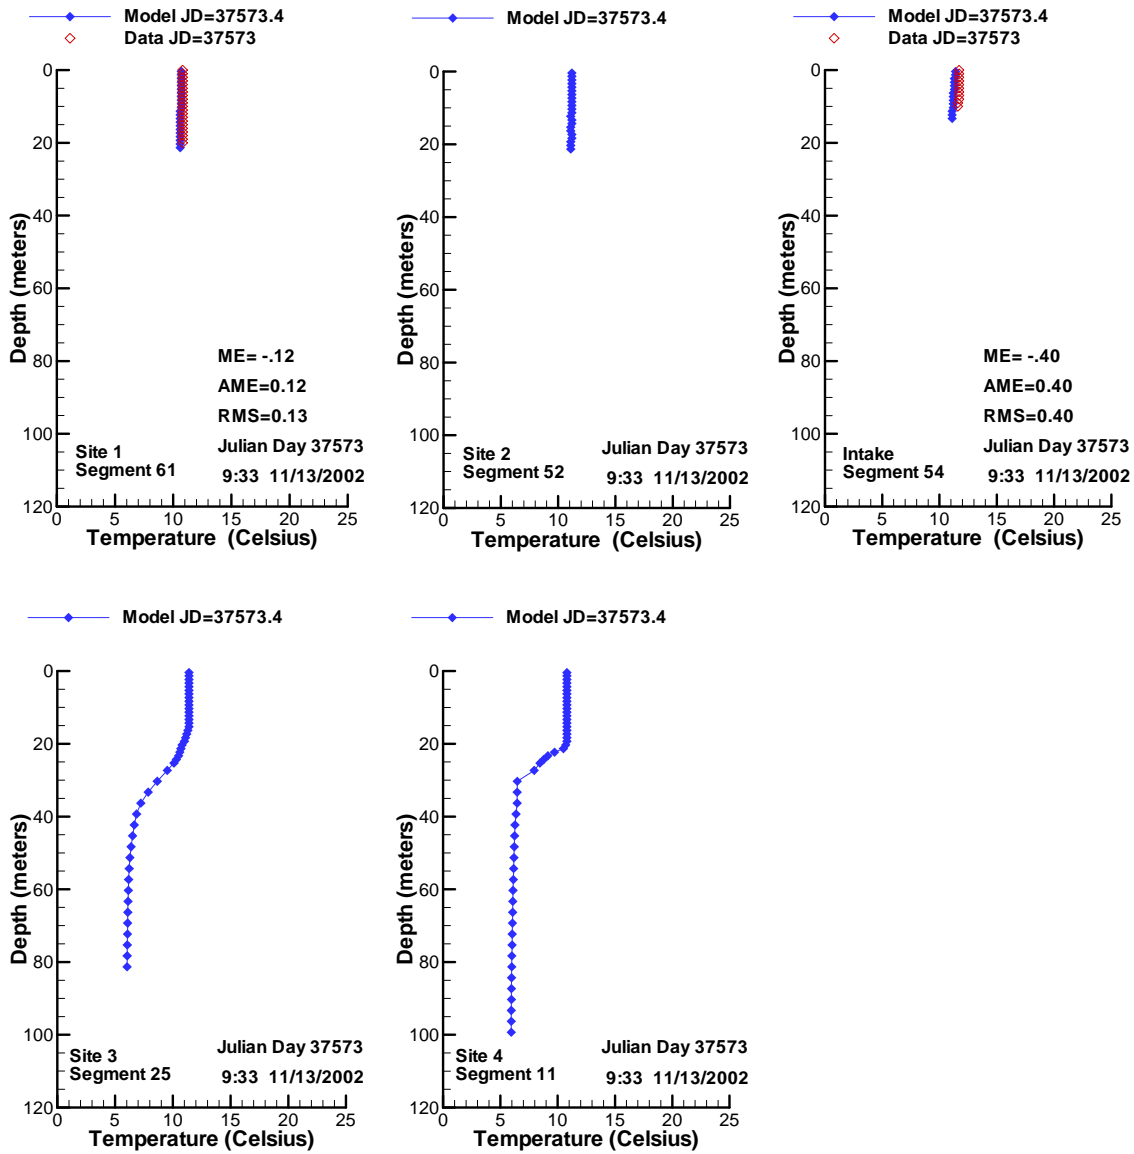 Model JD=37573.4
Data JD=37573
0
20
40
60
80
100
120
Depth (meters)
ME= -.12
AME=0.12
RMS=0.13
Site 1
Segment 61
Julian Day 37573
9:33 11/13/2002
0 5 10 15 20 25
Temperature (Celsius)
Model JD=37573.4
0
20
40
60
80
100
120
Depth (meters)
Site 2
Segment 52
Julian Day 37573
9:33 11/13/2002
0 5 10 15 20 25
Temperature (Celsius)
Model JD=37573.4
Data JD=37573
0
20
40
60
80
100
120
Depth (meters)
ME= -.40
AME=0.40
RMS=0.40
Intake
Segment 54
Julian Day 37573
9:33 11/13/2002
0 5 10 15 20 25
Temperature (Celsius)
Model JD=37573.4
0
20
40
60
80
100
120
Depth (meters)
Site 3
Segment 25
Julian Day 37573
9:33 11/13/2002
0 5 10 15 20 25
Temperature (Celsius)
Model JD=37573.4
0
20
40
60
80
100
120
Depth (meters)
Site 4
Segment 11
Julian Day 37573
9:33 11/13/2002
0 5 10 15 20 25
Temperature (Celsius)